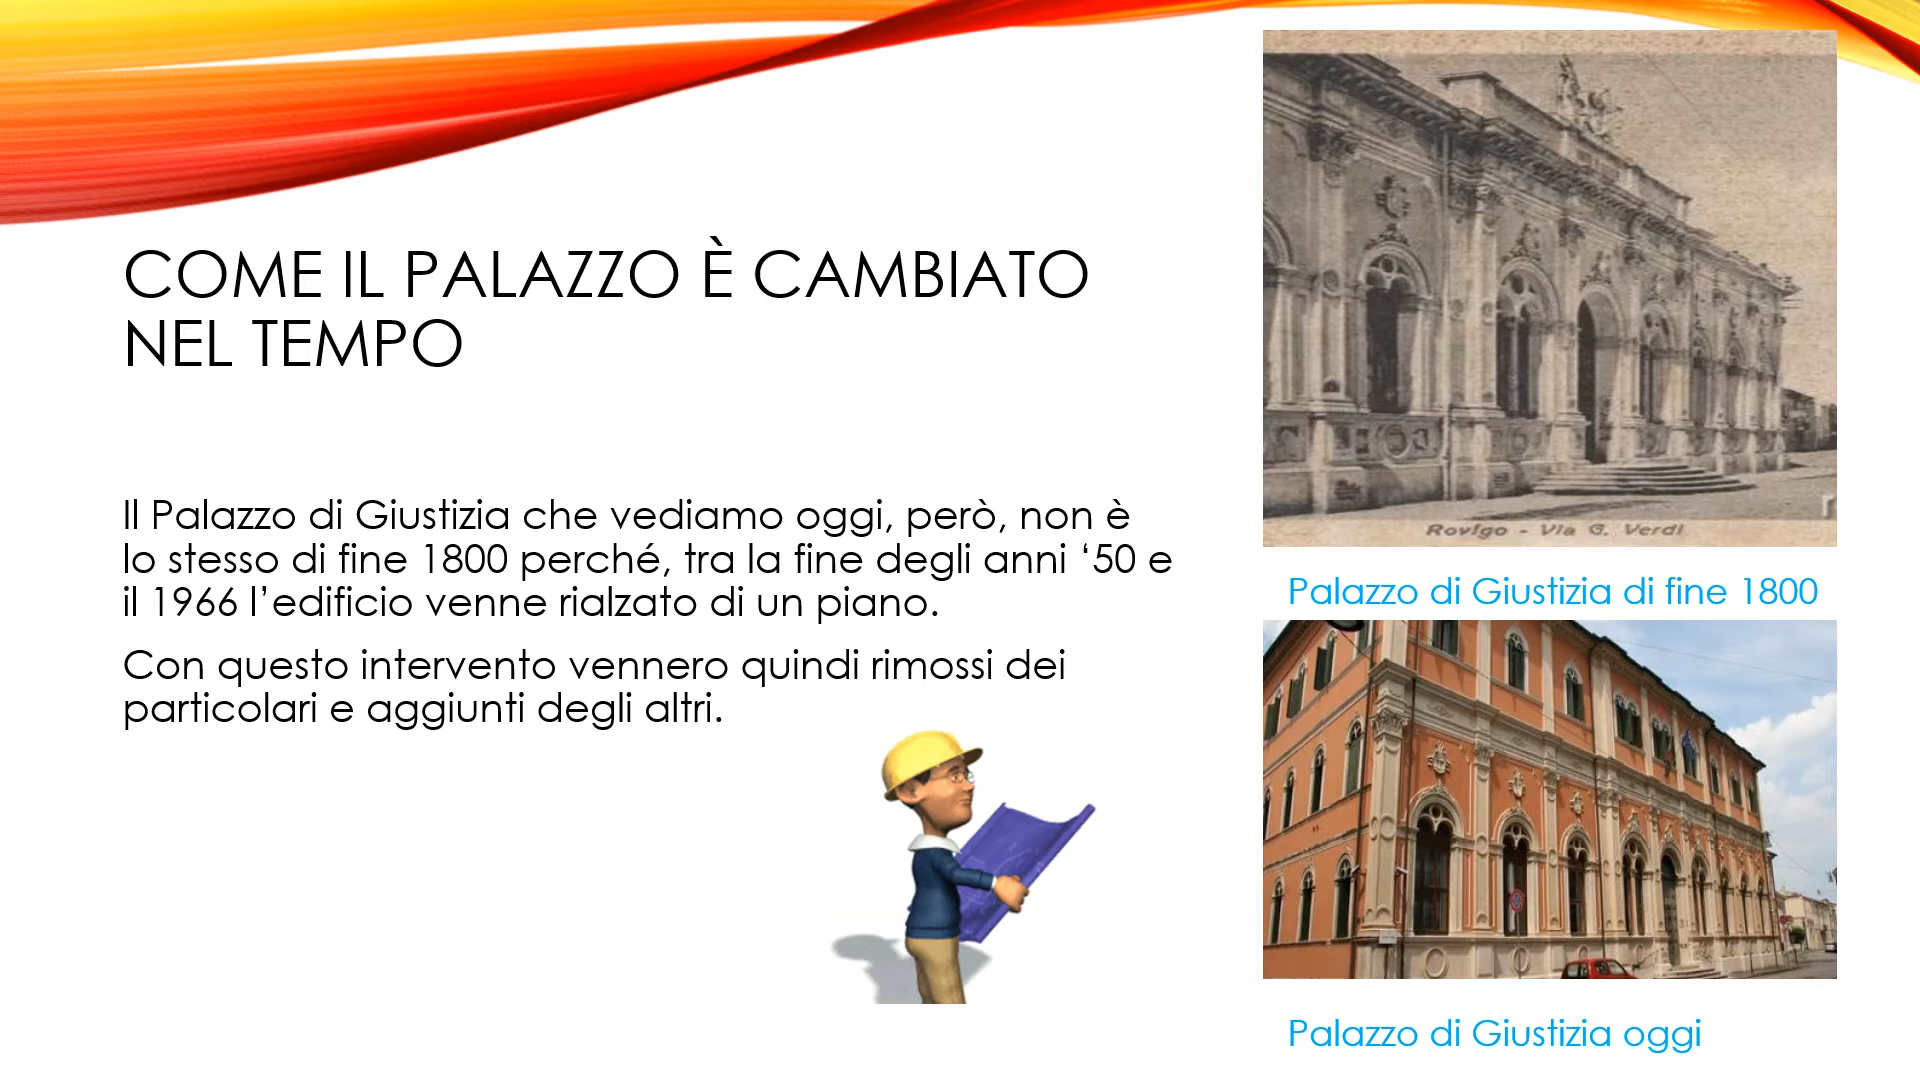 COME IL PALAZZO È CAMBIATO
NEL TEMPO
Il Palazzo di Giustizia che vediamo oggi, però, non è
lo stesso di fine 1800 perché, tra la fine degli anni ‘50 e
il 1966 l’edificio venne rialzato di un piano.
Con questo intervento vennero quindi rimossi dei
particolari e aggiunti degli altri.
Rovigo - Via G. Verdi
Palazzo di Giustizia di fine 1800
Palazzo di Giustizia oggi